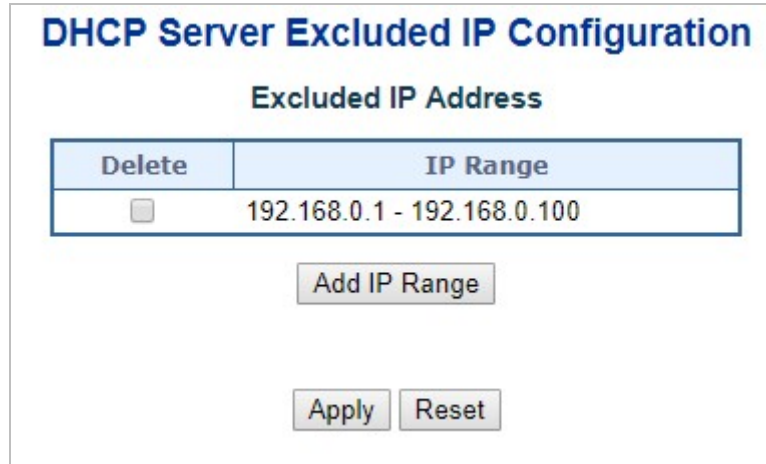 DHCP Server Excluded IP Configuration
Excluded IP Address
Delete IP Range
192.168.0.1 - 192.168.0.100
Add IP Range
Apply Reset